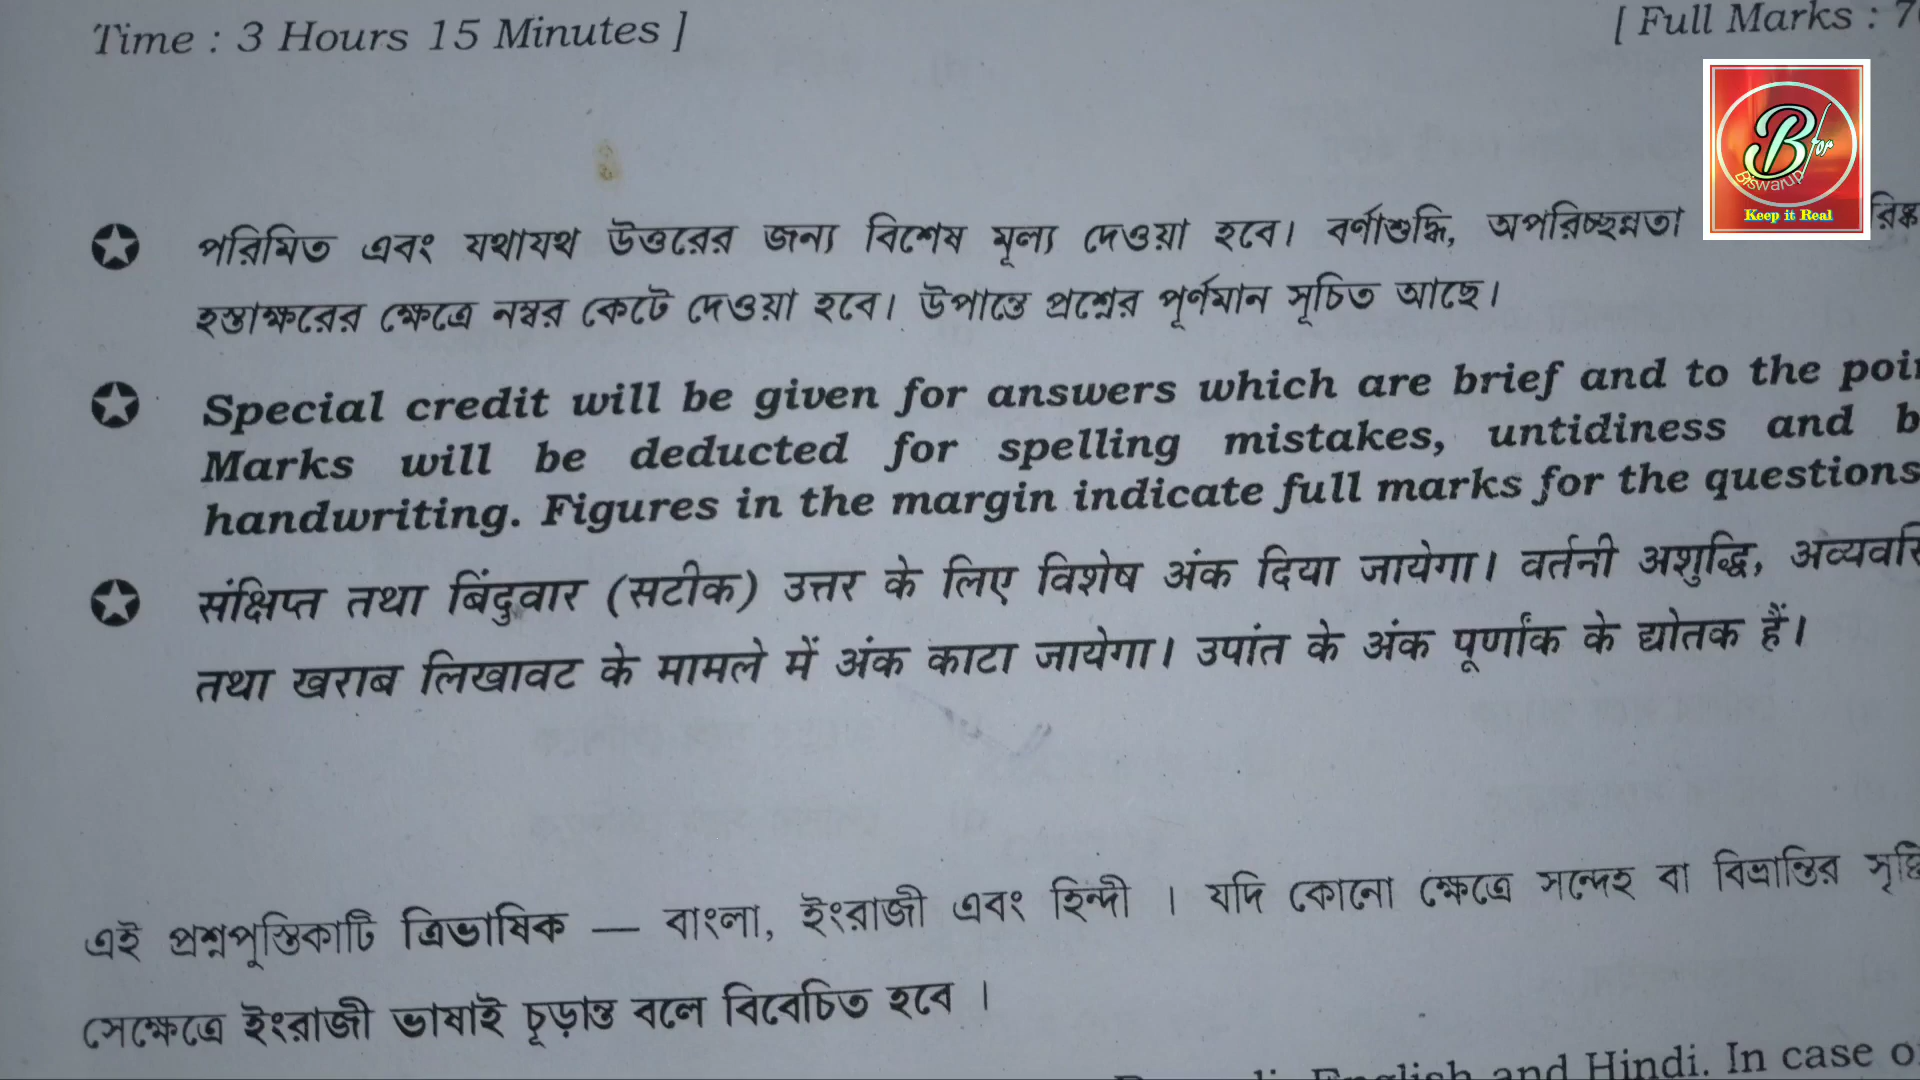 Time : 3 Hours 15 Minutes ]
[ Full Marks : 7
B for
Biswarup
Keep it Real
পরিমিত এবং যথাযথ উত্তরের জন্য বিশেষ মূল্য দেওয়া হবে। বর্ণাশুদ্ধি, অপরিচ্ছন্নতা
হস্তাক্ষরের ক্ষেত্রে নম্বর কেটে দেওয়া হবে। উপান্তে প্রশ্নের পূর্ণমান সূচিত আছে।
Special credit will be given for answers which are brief and to the
Marks will be deducted for spelling mistakes, untidiness and
handwriting. Figures in the margin indicate full marks for the questions
संक्षिप्त तथा बिंदुवार (सटीक) उत्तर के लिए विशेष अंक दिया जायेगा। वर्तनी अशुद्धि,
तथा खराब लिखावट के मामले में अंक काटा जायेगा। उपांत के अंक पूर्णांक के द्योतक हैं।
এই প্রশ্নপুস্তিকাটি ত্রিভাষিক — বাংলা, ইংরাজী এবং হিন্দী । যদি কোনো ক্ষেত্রে সন্দেহ বা বিভ্রান্তির
সেক্ষেত্রে ইংরাজী ভাষাই চূড়ান্ত বলে বিবেচিত হবে ।
English and Hindi. In case